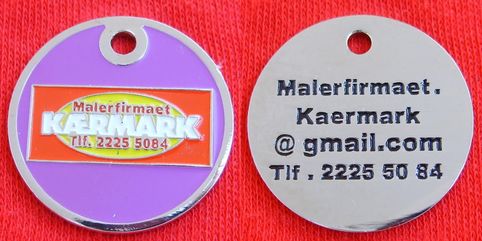 Malerfirmaet
KÆRMARK
Tlf. 2225 5084
Malerfirmaet.
Kaermark
@ gmail.com
Tlf . 2225 50 84